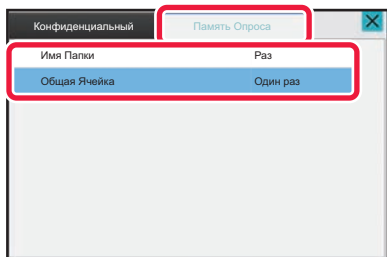 Конфиденциальный Память Опроса
Имя Папки Раз
Общая Ячейка Один раз